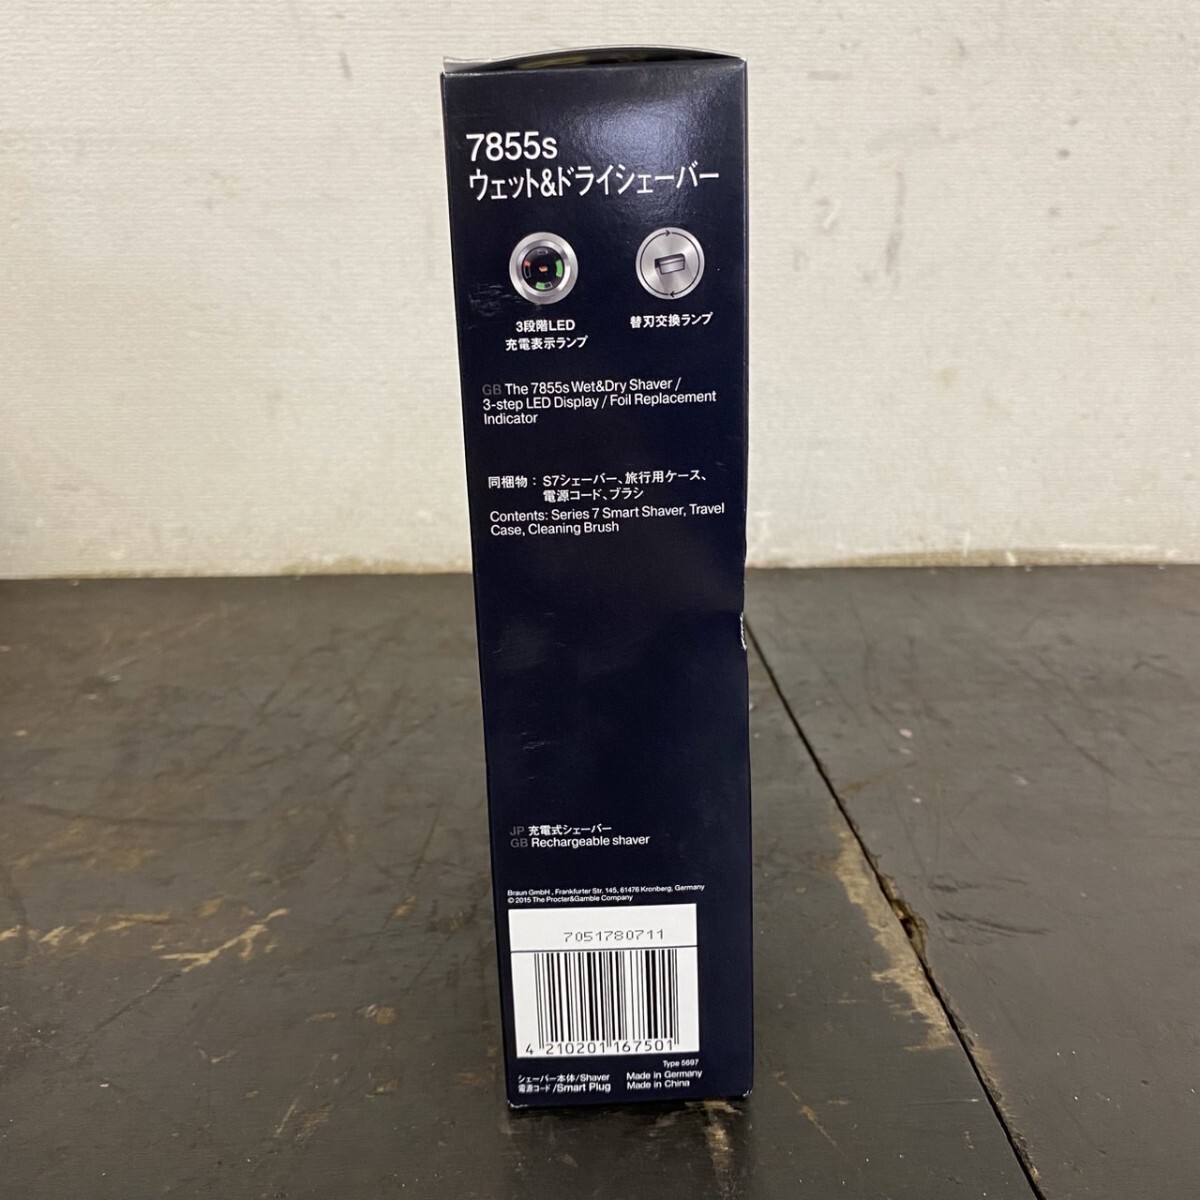 7855s
ウェット&ドライシェーバー
3段階LED
充電表示ランプ
替刃交換ランプ
GB The 7855s Wet&Dry Shaver /
3-step LED Display / Foil Replacement
Indicator
同梱物：S7シェーバー、旅行用ケース、
電源コード、ブラシ
Contents: Series 7 Smart Shaver, Travel
Case, Cleaning Brush
JP 充電式シェーバー
GB Rechargeable shaver
Braun GmbH, Frankfurter Str. 145, 61476 Kronberg, Germany
© 2015 The Procter&Gamble Company
7051780711
4 210201 167501
Type 5697
シェーバー本体/Shaver Made in Germany
電源コード/Smart Plug Made in China